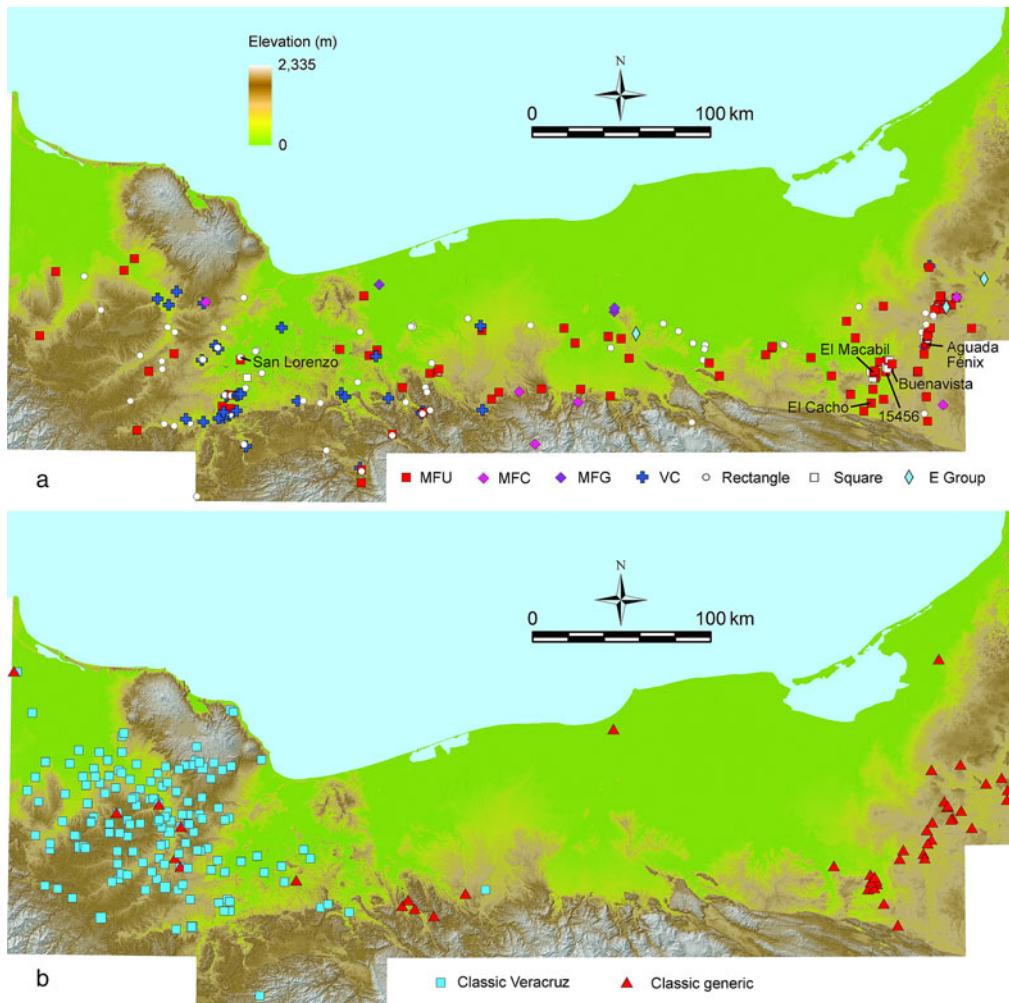 Elevation (m)
2,335
0
N
0 100 km
San Lorenzo
El Macabil
Aguada
Fénix
Buenavista
El Cacho
15456
a
MFU MFC MFG VC Rectangle Square E Group
N
0 100 km
b
Classic Veracruz Classic generic